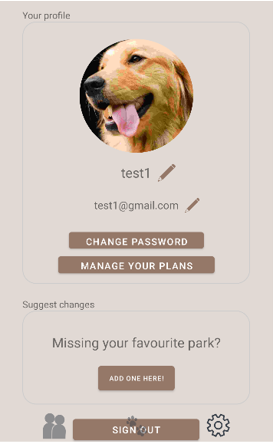 Your profile
test1
test1@gmail.com
CHANGE PASSWORD
MANAGE YOUR PLANS
Suggest changes
Missing your favourite park?
ADD ONE HERE!
SIGN OUT